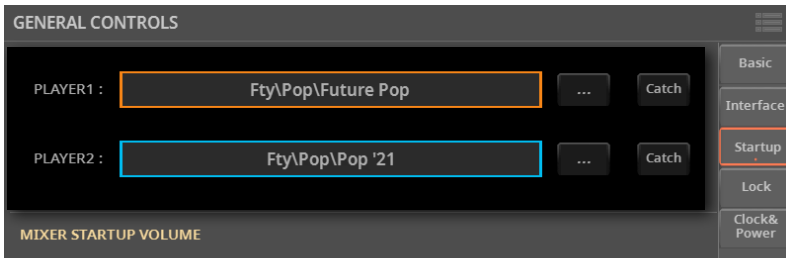 GENERAL CONTROLS
Basic
PLAYER1 : Fty\Pop\Future Pop ... Catch
Interface
PLAYER2 : Fty\Pop\Pop '21 ... Catch
Startup
Lock
MIXER STARTUP VOLUME
Clock&
Power